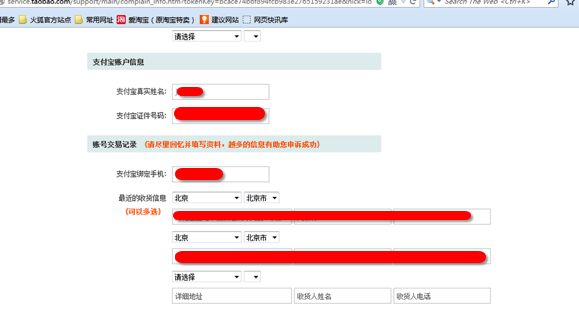 service.taobao.com/support/main/complain_info.htm?tokenKey=bcace74bbf894fcb983e2765159231ae&nick=fo
Search The Web <Ctrl+K>
问最多 火狐官方站点 常用网址 爱淘宝（原淘宝特卖） 建议网站 网页快讯库
请选择
支付宝账户信息
支付宝真实姓名:
支付宝证件号码:
账号交易记录 （请尽量回忆并填写资料，越多的信息有助您申诉成功）
支付宝绑定手机:
最近的收货信息 北京 北京市
（可以多选）
北京 北京市
请选择
详细地址 收货人姓名 收货人电话